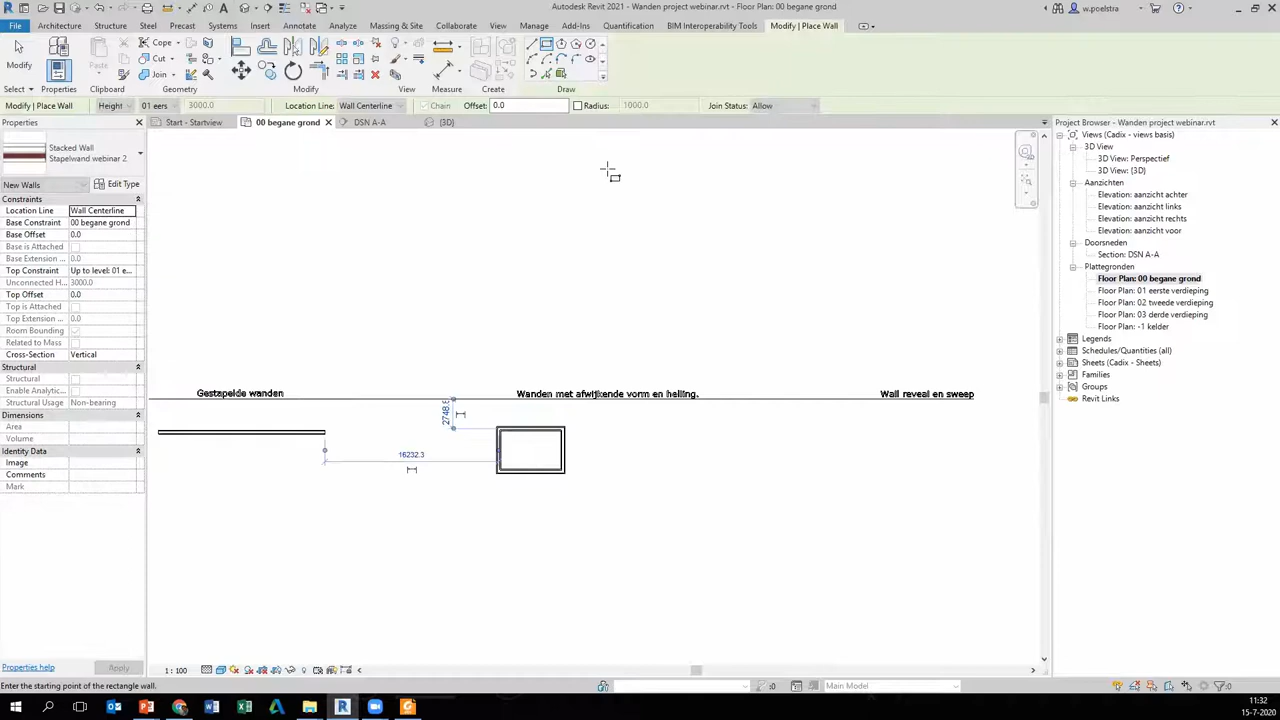 Autodesk Revit 2021 - Wanden project webinar.rvt - Floor Plan: 00 begane grond
w.poelstra
File Architecture Structure Steel Precast Systems Insert Annotate Analyze Massing & Site Collaborate View Manage Add-Ins Quantification BIM Interoperability Tools Modify | Place Wall
Modify
Paste
Cope
Cut
Join
Select Properties Clipboard Geometry Modify View Measure Create Draw
Modify | Place Wall Height 01 eers 3000.0 Location Line: Wall Centerline Chain Offset: 0.0 Radius: 1000.0 Join Status: Allow
Properties
Start - Startview
00 begane grond
DSN A-A
{3D}
Project Browser - Wanden project webinar.rvt
Stacked Wall
Stapelwand webinar 2
New Walls
Edit Type
Constraints
Location Line Wall Centerline
Base Constraint 00 begane grond
Base Offset 0.0
Base is Attached
Base Extension ... 0.0
Top Constraint Up to level: 01 e...
Unconnected H... 3000.0
Top Offset 0.0
Top is Attached
Top Extension ... 0.0
Room Bounding
Related to Mass
Cross-Section Vertical
Structural
Structural
Enable Analytic...
Structural Usage Non-bearing
Dimensions
Area
Volume
Identity Data
Image
Comments
Mark
Properties help
Apply
Gestapelde wanden
Wanden met afwijkende vorm en helling.
Wall reveal en sweep
16232.3
Views (Cadix - views basis)
3D View
3D View: Perspectief
3D View: {3D}
Aanzichten
Elevation: aanzicht achter
Elevation: aanzicht links
Elevation: aanzicht rechts
Elevation: aanzicht voor
Doorsneden
Section: DSN A-A
Plattegronden
Floor Plan: 00 begane grond
Floor Plan: 01 eerste verdieping
Floor Plan: 02 tweede verdieping
Floor Plan: 03 derde verdieping
Floor Plan: -1 kelder
Legends
Schedules/Quantities (all)
Sheets (Cadix - Sheets)
Families
Groups
Revit Links
1 : 100
Enter the starting point of the rectangle wall.
:0
Main Model
:0
11:32
15-7-2020